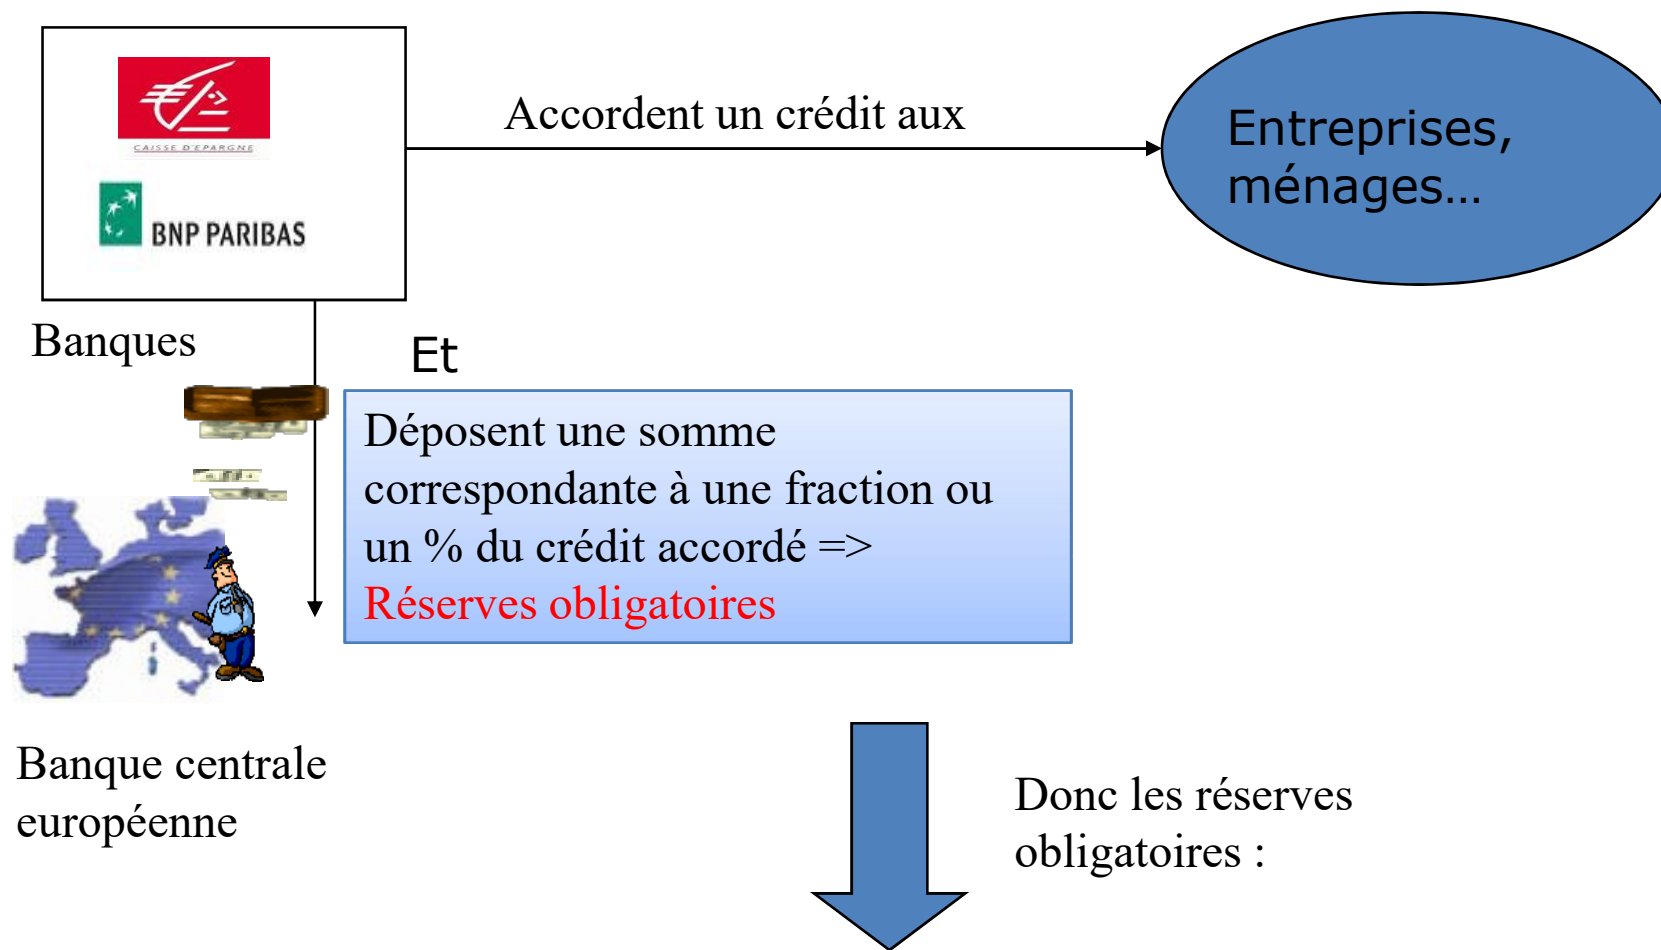 CAISSE D'EPARGNE
BNP PARIBAS
Accordent un crédit aux
Entreprises,
ménages...
Banques
Et
Déposent une somme
correspondante à une fraction ou
un % du crédit accordé =>
Réserves obligatoires
Banque centrale
européenne
Donc les réserves
obligatoires :